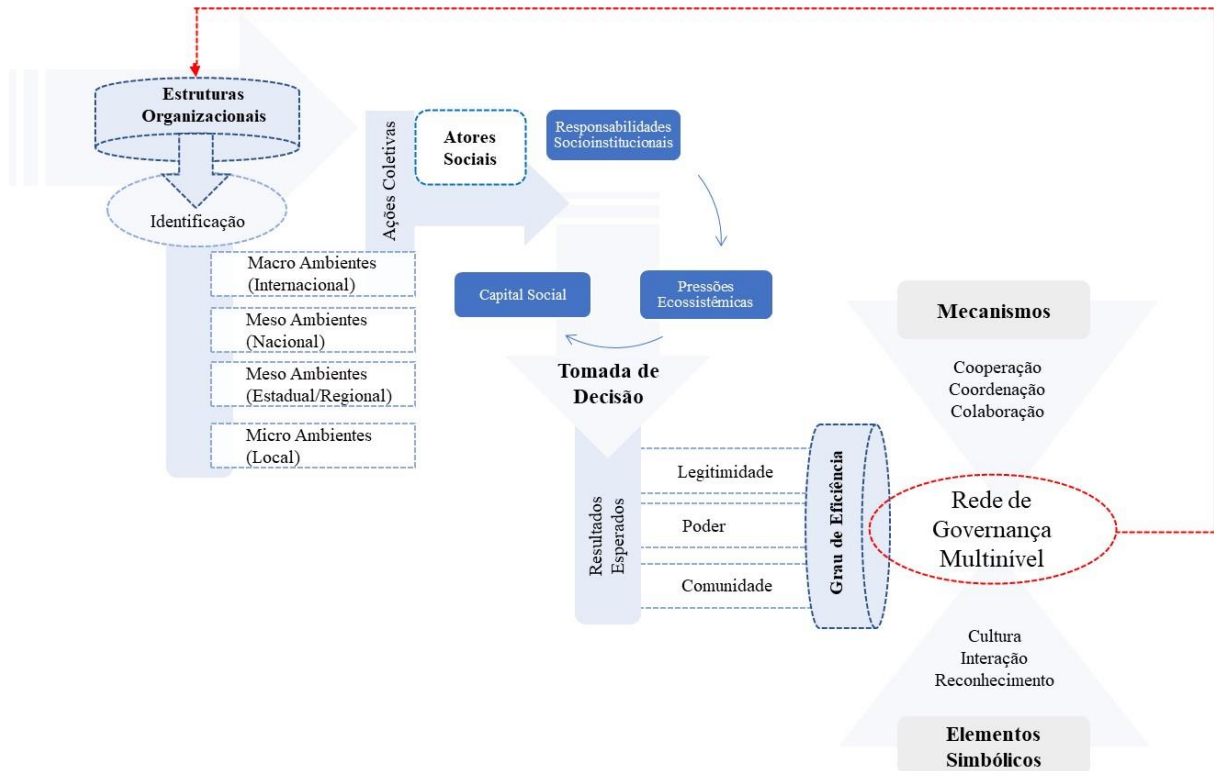 Estruturas
Organizacionais
Identificação
Macro Ambientes
(Internacional)
Meso Ambientes
(Nacional)
Meso Ambientes
(Estadual/Regional)
Micro Ambientes
(Local)
Ações Coletivas
Atores
Sociais
Responsabilidades
Socioinstitucionais
Pressões
Ecossistêmicas
Capital Social
Tomada de
Decisão
Resultados
Esperados
Legitimidade
Poder
Comunidade
Grau de Eficiência
Mecanismos
Cooperação
Coordenação
Colaboração
Rede de
Governança
Multinível
Cultura
Interação
Reconhecimento
Elementos
Simbólicos